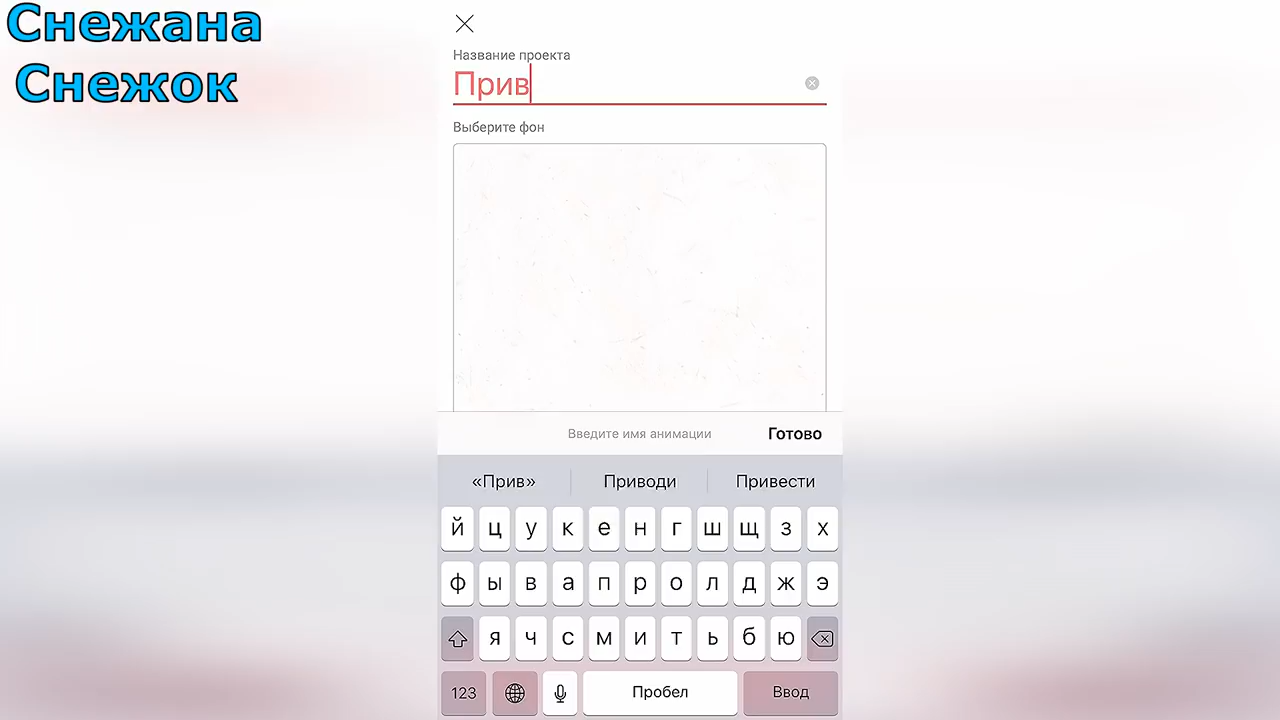 Снежана
Снежок
Название проекта
Прив
Выберите фон
Введите имя анимации Готово
«Прив» Приводи Привести
й ц у к е н г ш щ з х
ф ы в а п р о л д ж э
я ч с м и т ь б ю
123 Пробел Ввод